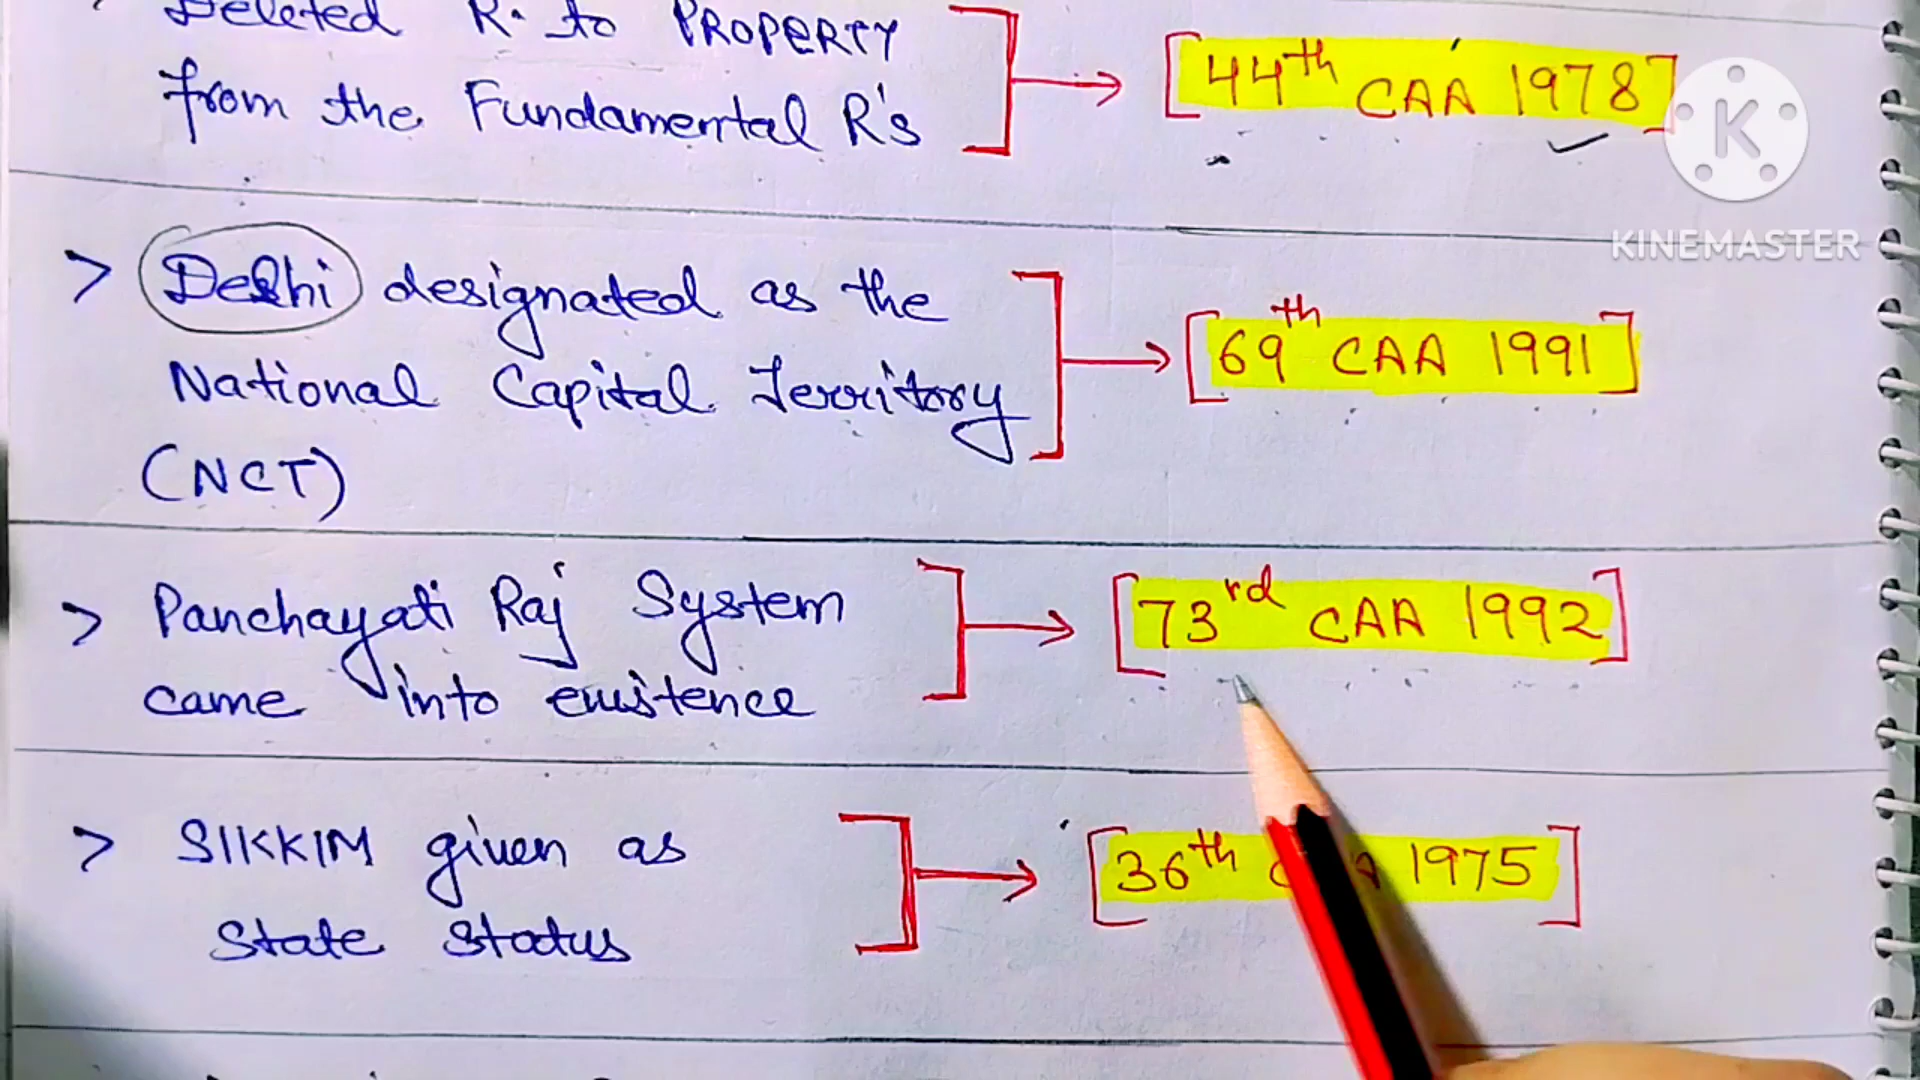 Deleted R. to PROPERTY
from the Fundamental R's
[44th CAA 1978]
K
KINEMASTER
> Delhi designated as the
National Capital Territory
(NCT)
[69th CAA 1991]
> Panchayati Raj System
came into existence
[73rd CAA 1992]
> SIKKIM given as
State Status
[36th CAA 1975]